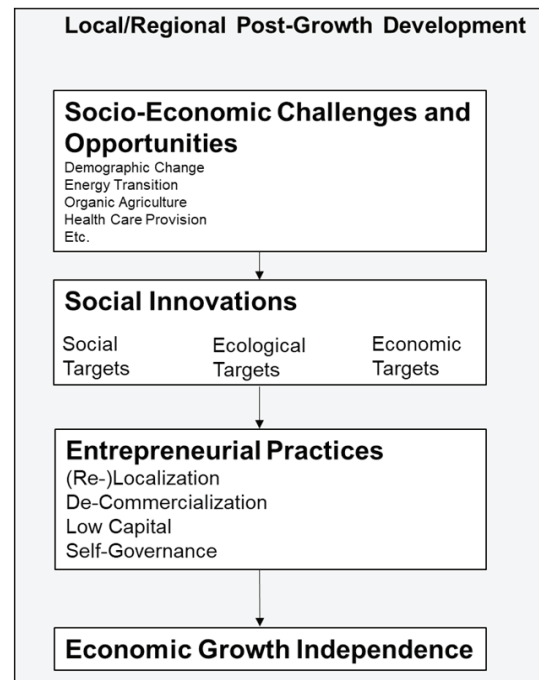 Local/Regional Post-Growth Development
Socio-Economic Challenges and
Opportunities
Demographic Change
Energy Transition
Organic Agriculture
Health Care Provision
Etc.
Social Innovations
Social Ecological Economic
Targets Targets Targets
Entrepreneurial Practices
(Re-)Localization
De-Commercialization
Low Capital
Self-Governance
Economic Growth Independence